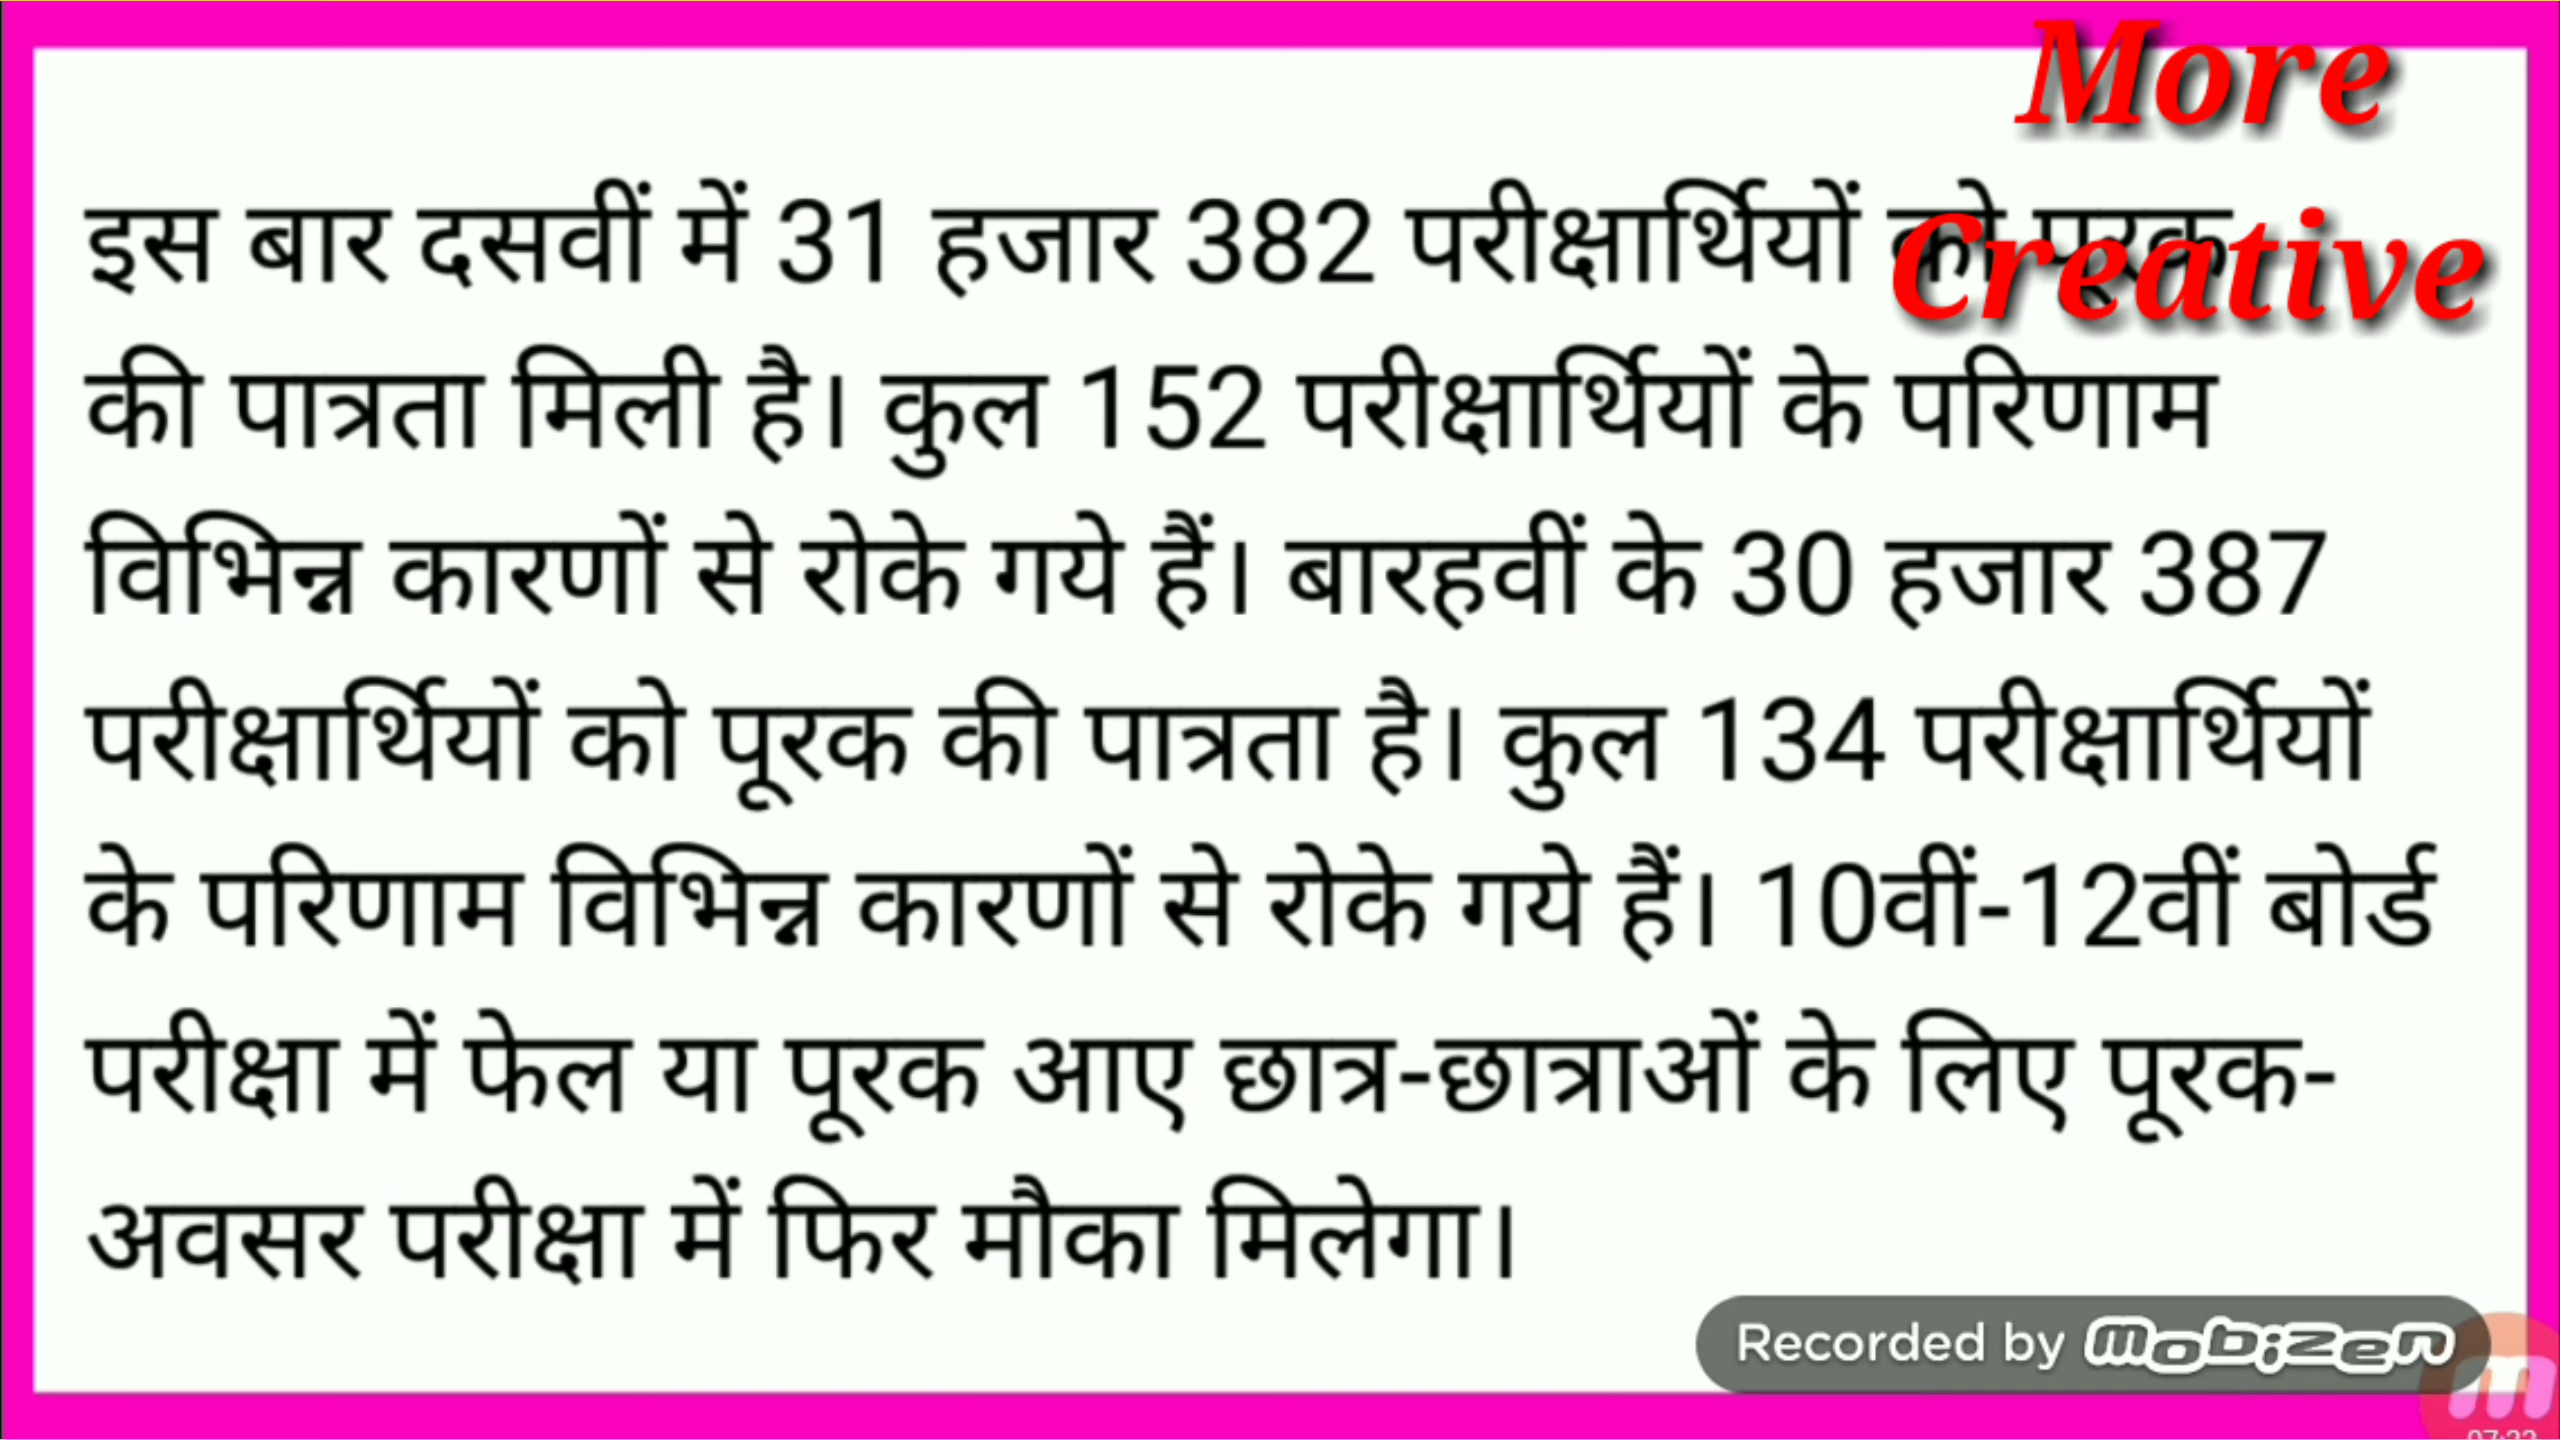 More
Creative
इस बार दसवीं में 31 हजार 382 परीक्षार्थियों को पूरक
की पात्रता मिली है। कुल 152 परीक्षार्थियों के परिणाम
विभिन्न कारणों से रोके गये हैं। बारहवीं के 30 हजार 387
परीक्षार्थियों को पूरक की पात्रता है। कुल 134 परीक्षार्थियों
के परिणाम विभिन्न कारणों से रोके गये हैं। 10वीं-12वीं बोर्ड
परीक्षा में फेल या पूरक आए छात्र-छात्राओं के लिए पूरक-
अवसर परीक्षा में फिर मौका मिलेगा।
Recorded by mobizen